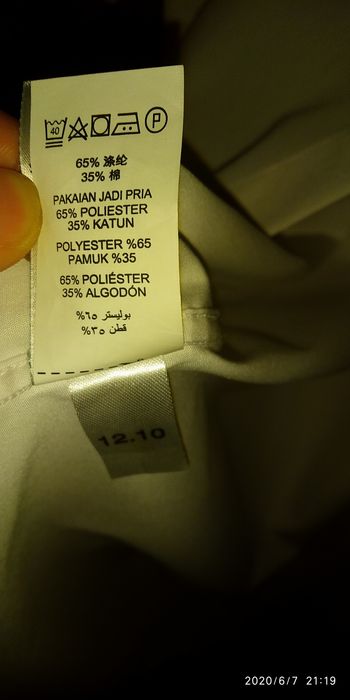 40
P
65% 涤纶
35% 棉
PAKAIAN JADI PRIA
65% POLIESTER
35% KATUN
POLYESTER %65
PAMUK %35
65% POLIÉSTER
35% ALGODÓN
بوليستر ٦٥%
قطن ٣٥%
12.10
2020/6/7 21:19